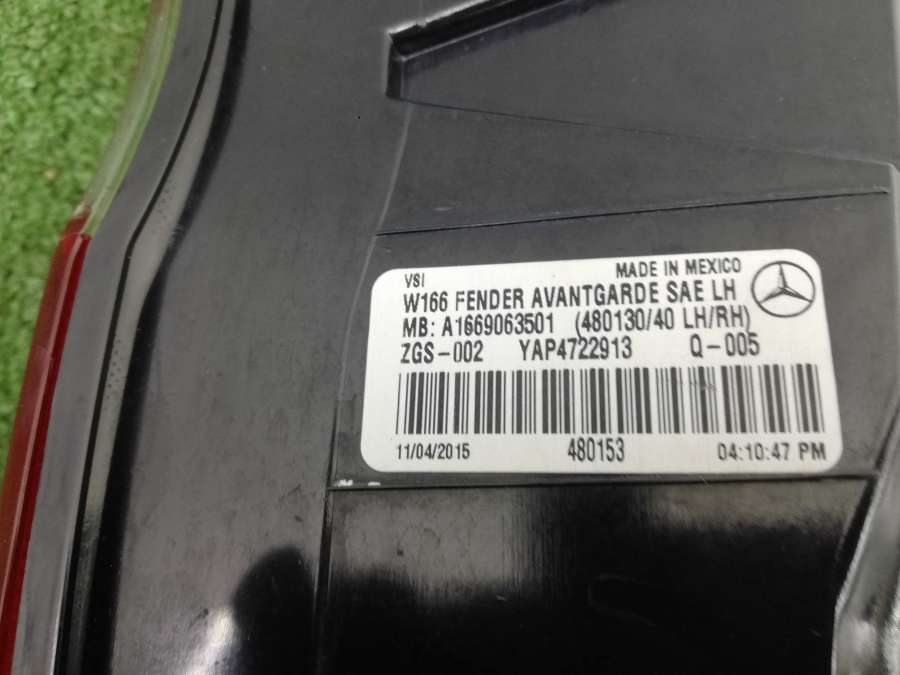 VSI MADE IN MEXICO
W166 FENDER AVANTGARDE SAE LH
MB: A1669063501 (480130/40 LH/RH)
ZGS-002 YAP4722913 Q-005
11/04/2015 480153 04:10:47 PM